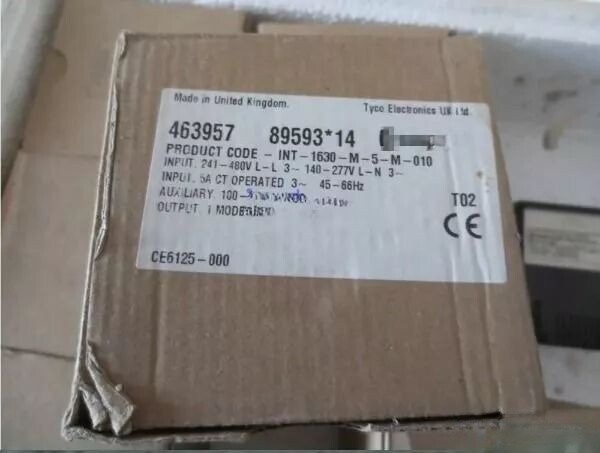 Made in United Kingdom. Tyco Electronics UK Ltd.
463957 89593*14
PRODUCT CODE - INT-1630-M-5-M-010
INPUT. 241-480V L-L 3~ 140-277V L-N 3~
INPUT. 5A CT OPERATED 3~ 45-66Hz
AUXILIARY. 100-
OUTPUT. 1
T02
CE
CE6125-000